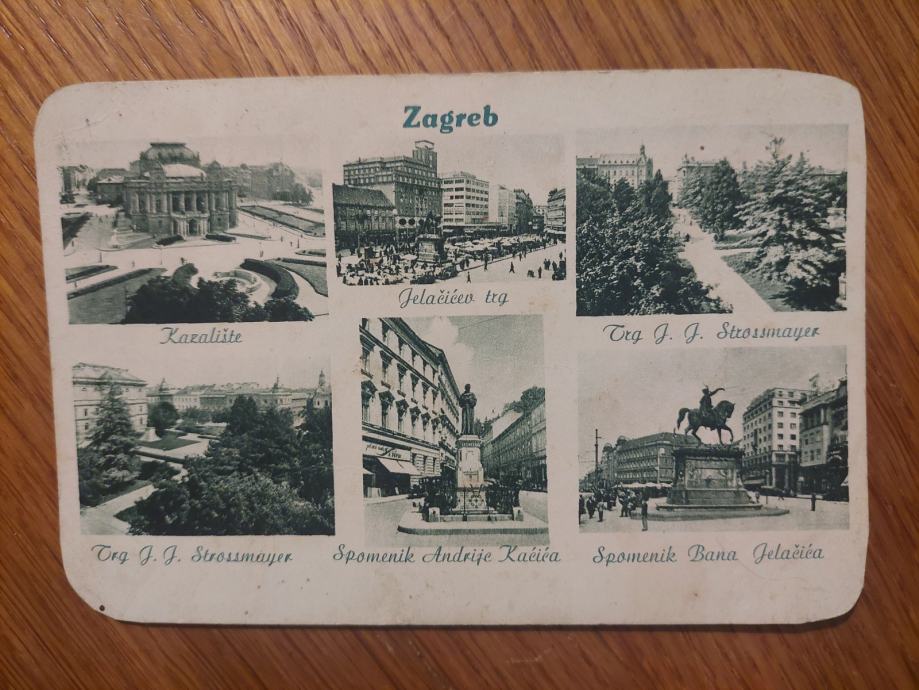 Zagreb
Kazalište
Jelačićev trg
Trg J. J. Strossmayer
Trg J. J. Strossmayer
Spomenik Andrije Kačića
Spomenik Bana Jelačića